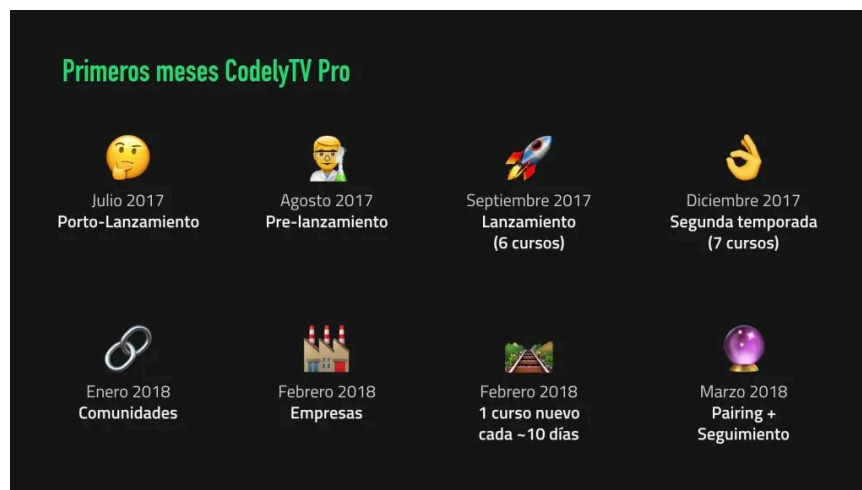 Primeros meses CodelyTV Pro
Julio 2017
Porto-Lanzamiento
Agosto 2017
Pre-lanzamiento
Septiembre 2017
Lanzamiento
(6 cursos)
Diciembre 2017
Segunda temporada
(7 cursos)
Enero 2018
Comunidades
Febrero 2018
Empresas
Febrero 2018
1 curso nuevo
cada ~10 días
Marzo 2018
Pairing +
Seguimiento